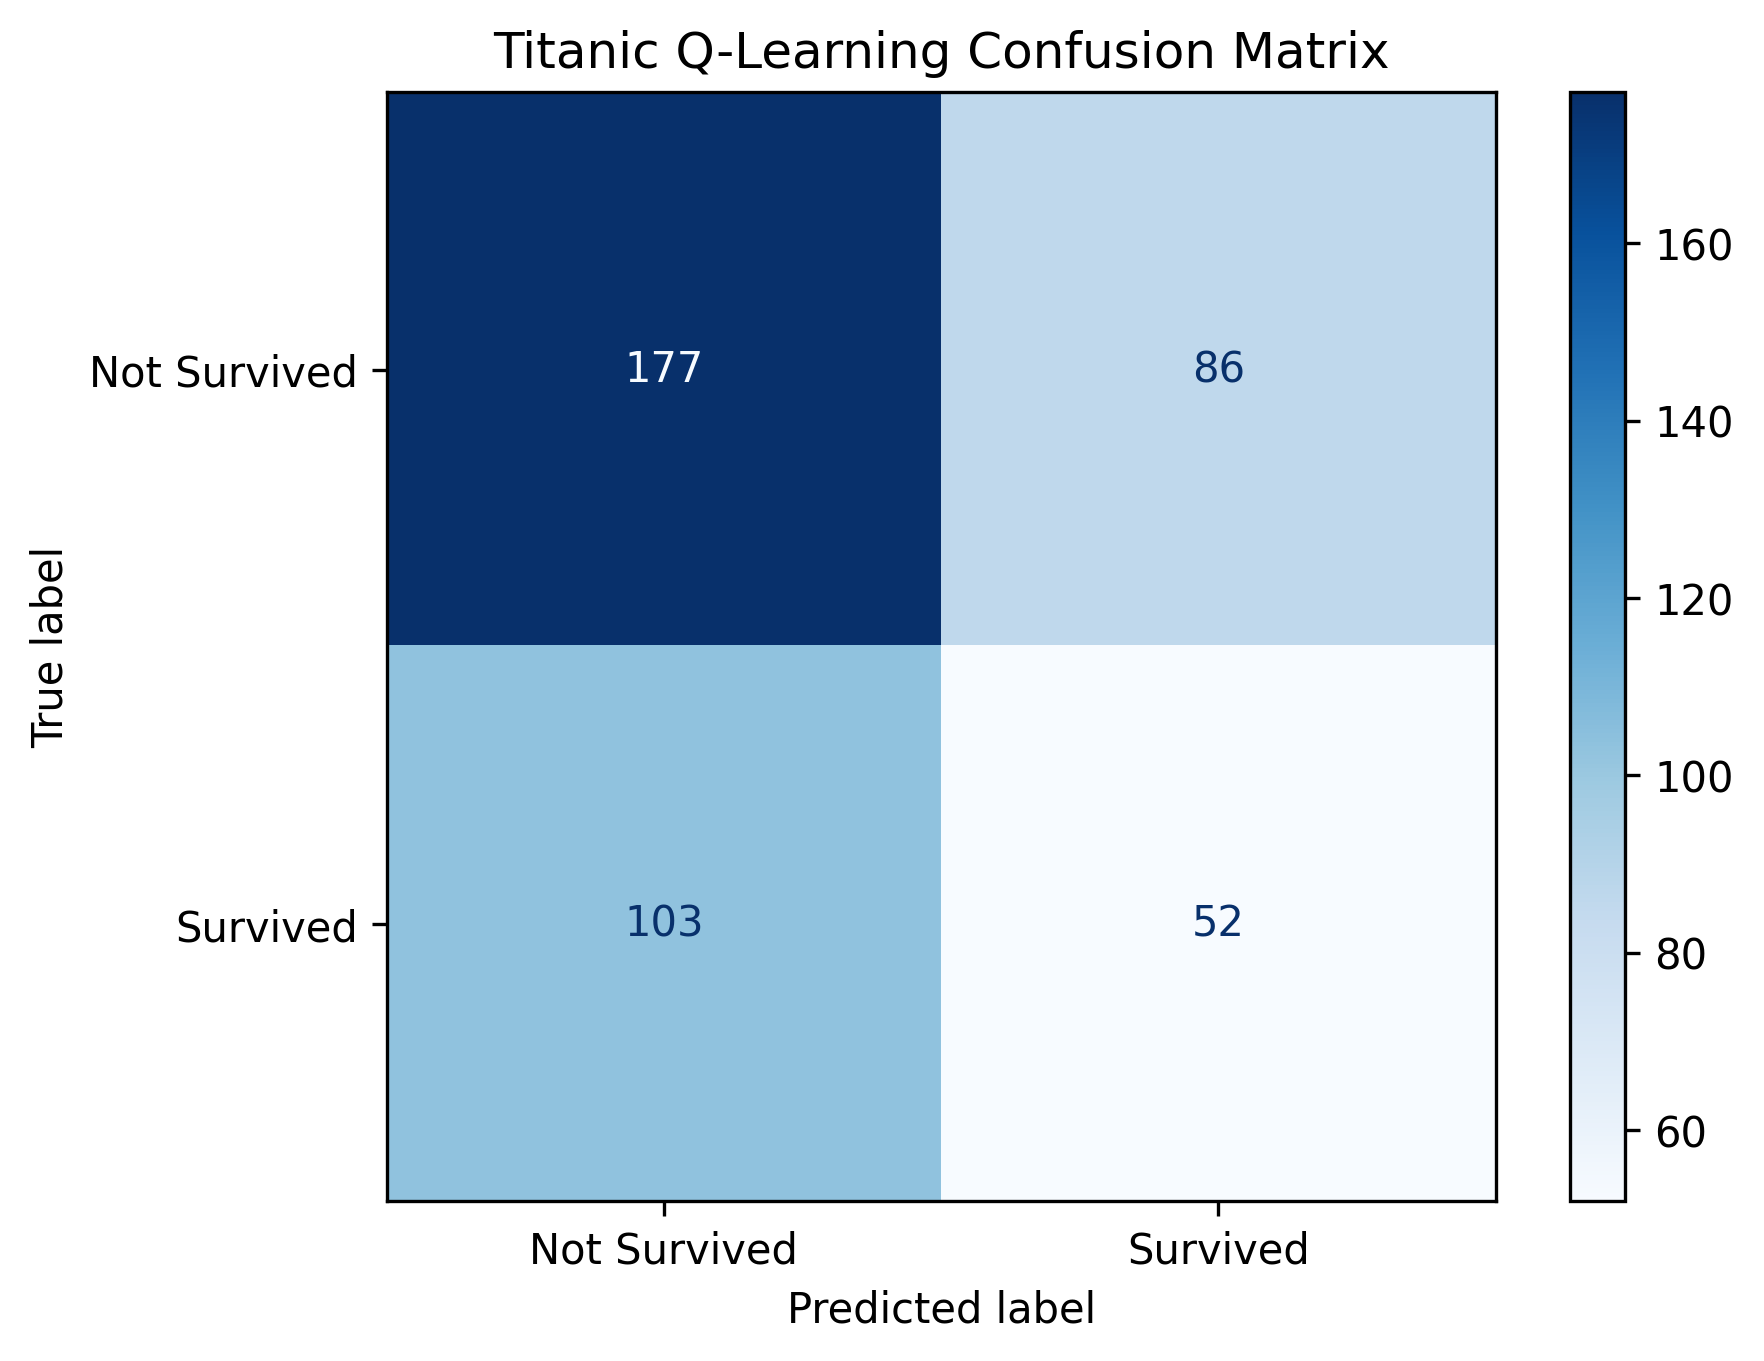 Titanic Q-Learning Confusion Matrix
Not Survived
177
86
Survived
103
52
Not Survived
Survived
Predicted label
True label
160
140
120
100
80
60